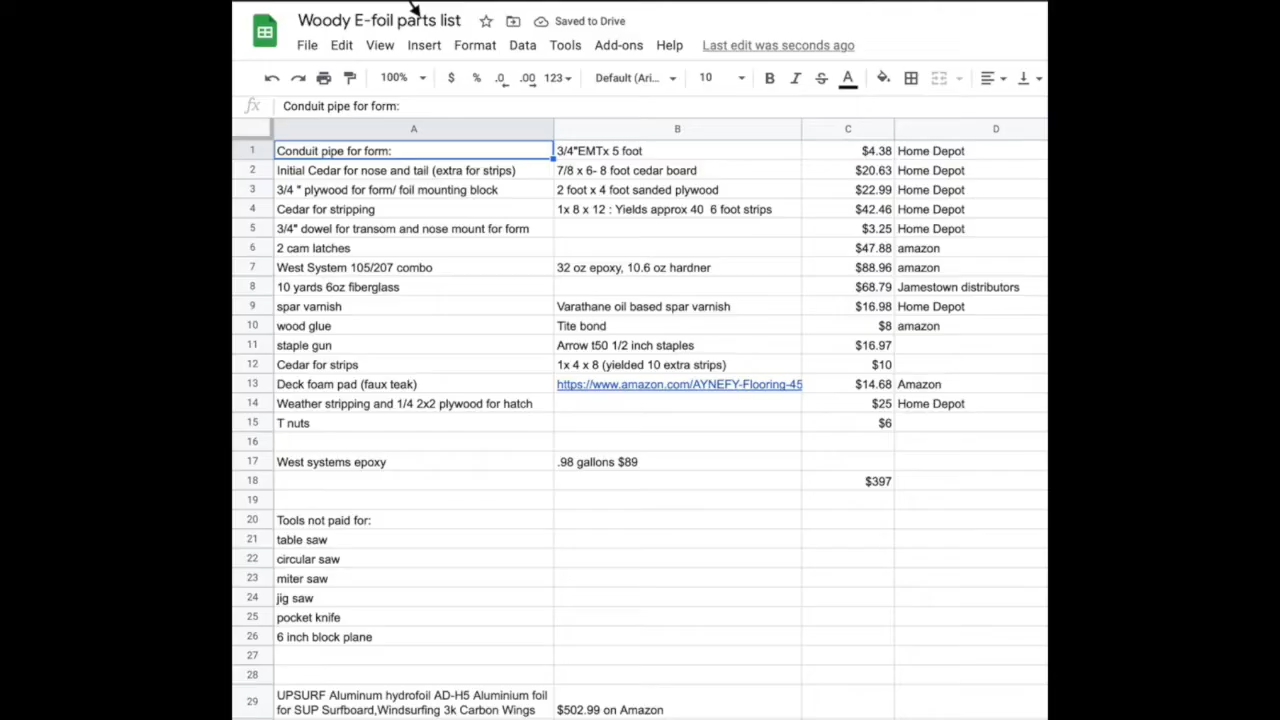 Woody E-foil parts list Saved to Drive
File Edit View Insert Format Data Tools Add-ons Help Last edit was seconds ago
100% $ % .0 .00 123 Default (Ari... 10 B I S A
fx Conduit pipe for form:
A B C D
1 Conduit pipe for form: 3/4"EMTx 5 foot $4.38 Home Depot
2 Initial Cedar for nose and tail (extra for strips) 7/8 x 6- 8 foot cedar board $20.63 Home Depot
3 3/4 " plywood for form/ foil mounting block 2 foot x 4 foot sanded plywood $22.99 Home Depot
4 Cedar for stripping 1x 8 x 12 : Yields approx 40 6 foot strips $42.46 Home Depot
5 3/4" dowel for transom and nose mount for form $3.25 Home Depot
6 2 cam latches $47.88 amazon
7 West System 105/207 combo 32 oz epoxy, 10.6 oz hardner $88.96 amazon
8 10 yards 6oz fiberglass $68.79 Jamestown distributors
9 spar varnish Varathane oil based spar varnish $16.98 Home Depot
10 wood glue Tite bond $8 amazon
11 staple gun Arrow t50 1/2 inch staples $16.97
12 Cedar for strips 1x 4 x 8 (yielded 10 extra strips) $10
13 Deck foam pad (faux teak) https://www.amazon.com/AYNEFY-Flooring-45 $14.68 Amazon
14 Weather stripping and 1/4 2x2 plywood for hatch $25 Home Depot
15 T nuts $6
16
17 West systems epoxy .98 gallons $89
18 $397
19
20 Tools not paid for:
21 table saw
22 circular saw
23 miter saw
24 jig saw
25 pocket knife
26 6 inch block plane
27
28
29 UPSURF Aluminum hydrofoil AD-H5 Aluminium foil
for SUP Surfboard,Windsurfing 3k Carbon Wings $502.99 on Amazon